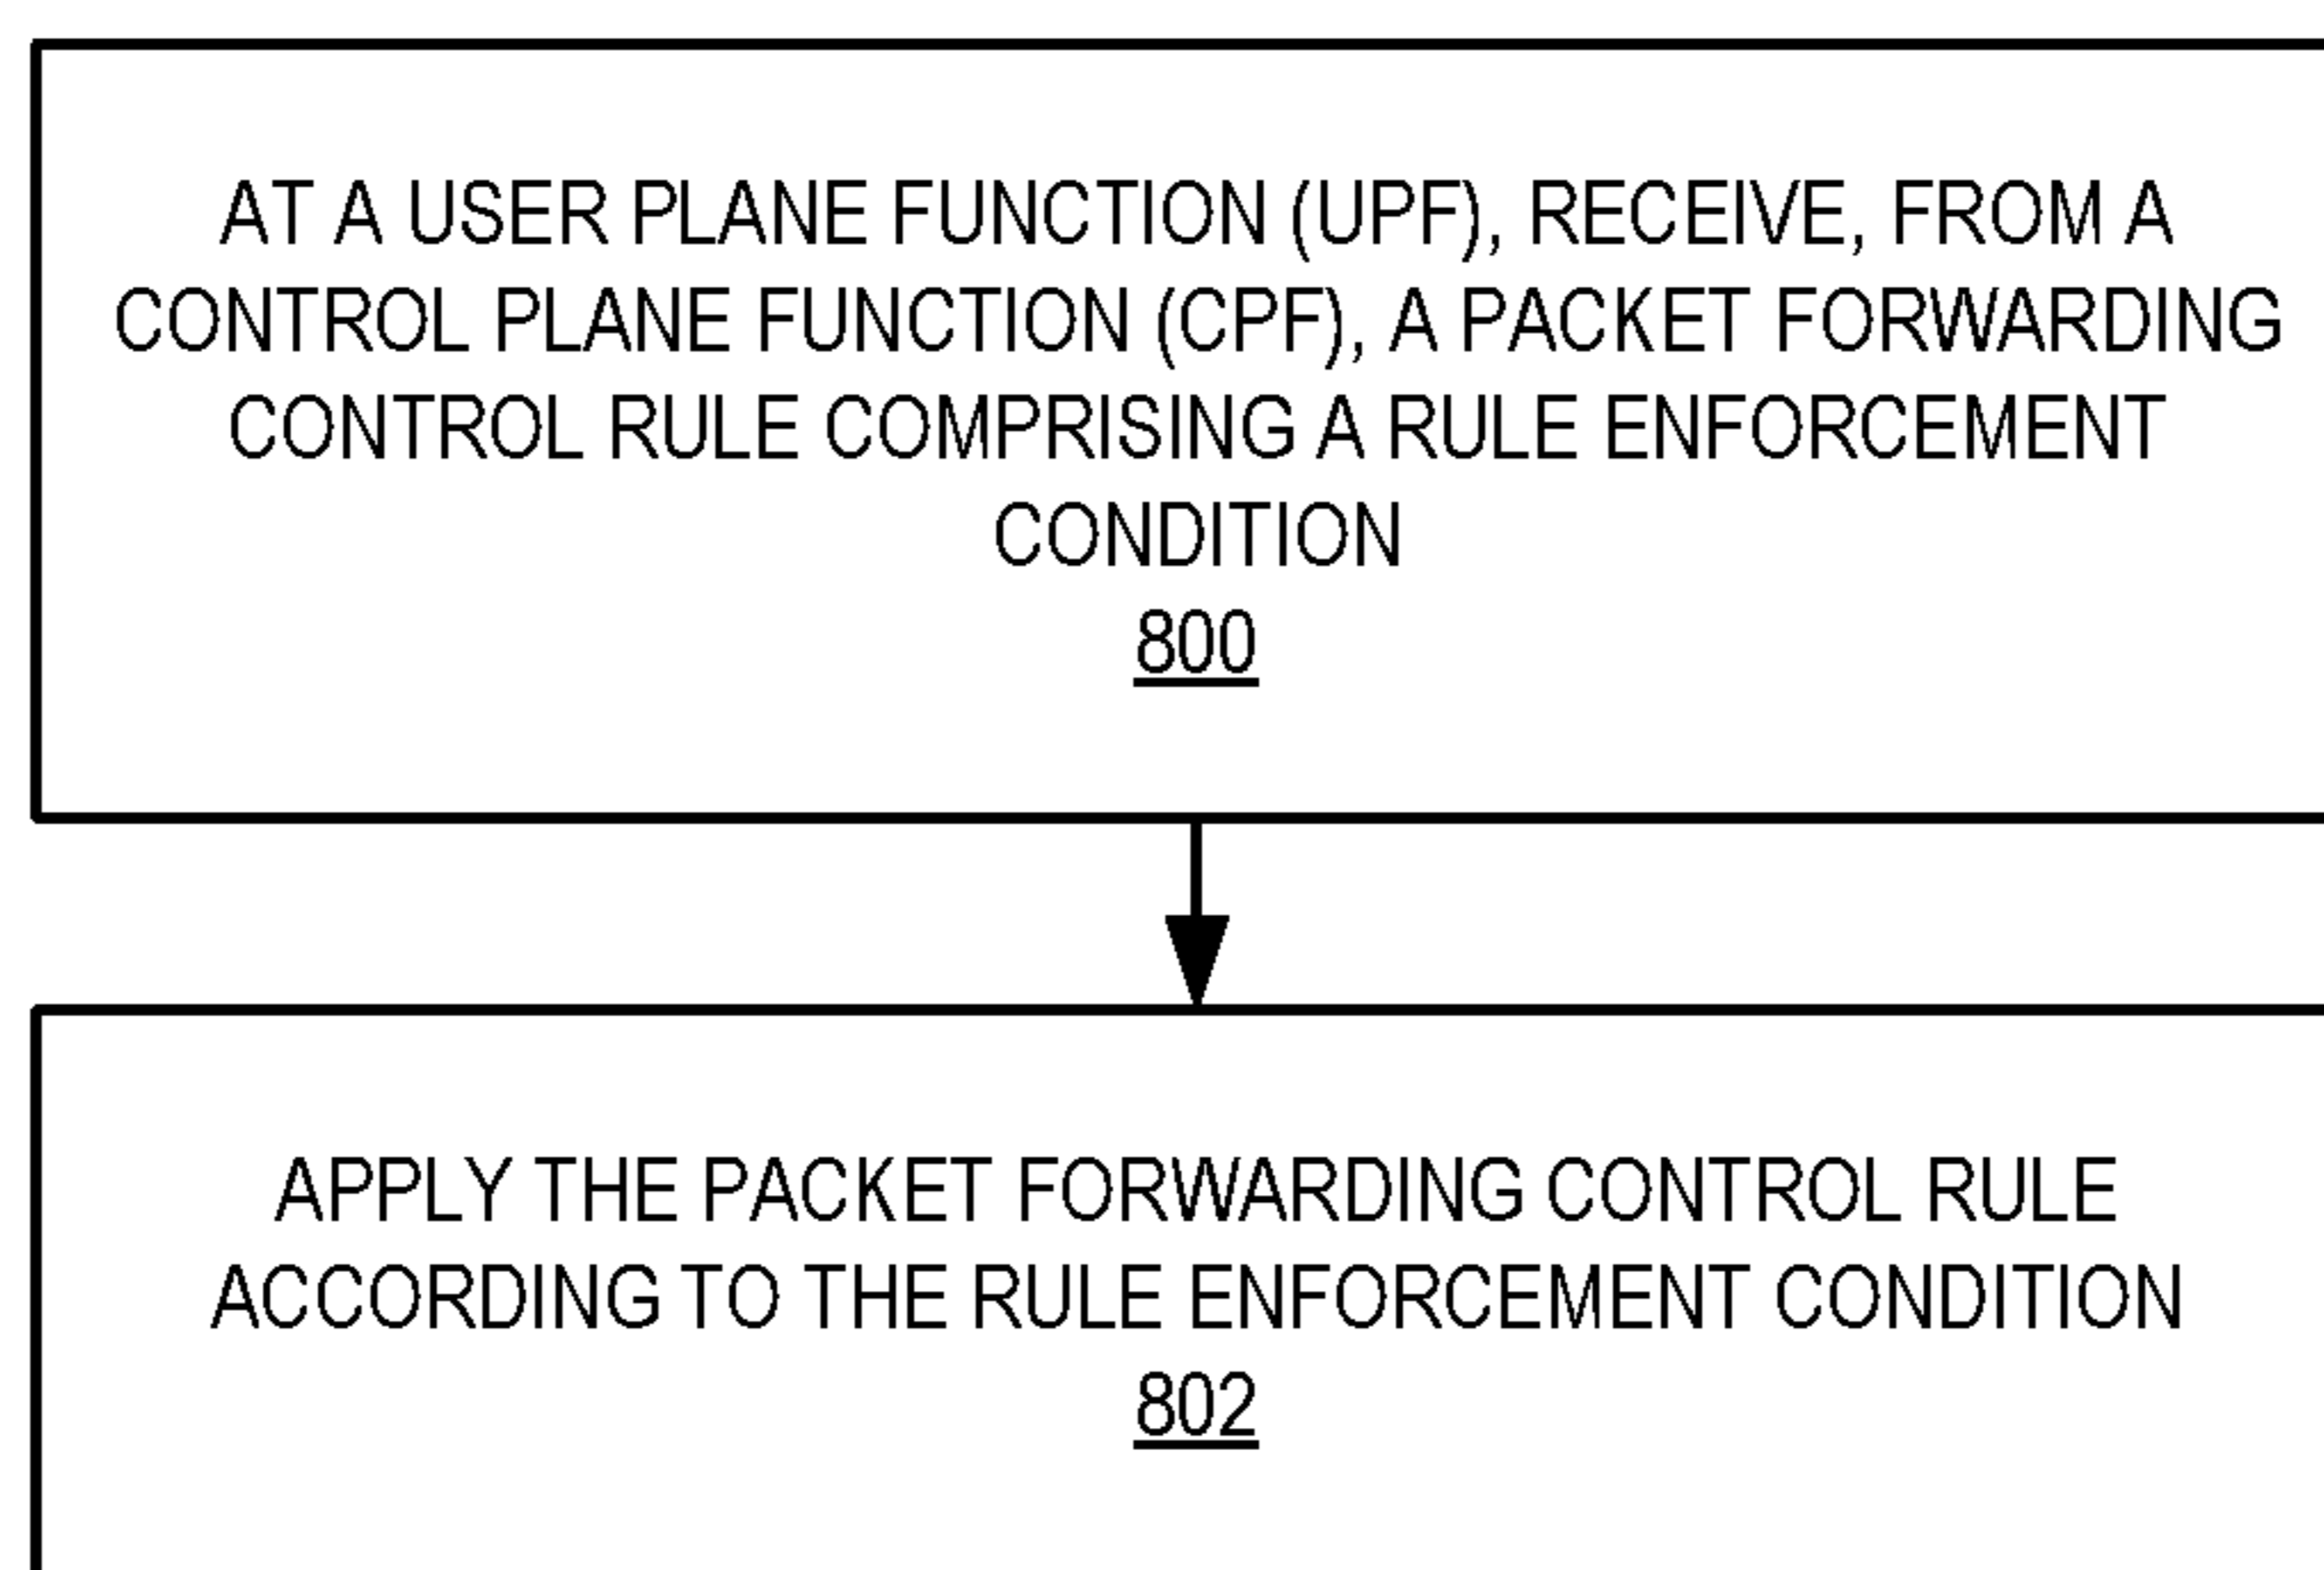 AT A USER PLANE FUNCTION (UPF), RECEIVE, FROM A
CONTROL PLANE FUNCTION (CPF), A PACKET FORWARDING
CONTROL RULE COMPRISING A RULE ENFORCEMENT
CONDITION
800
APPLY THE PACKET FORWARDING CONTROL RULE
ACCORDING TO THE RULE ENFORCEMENT CONDITION
802